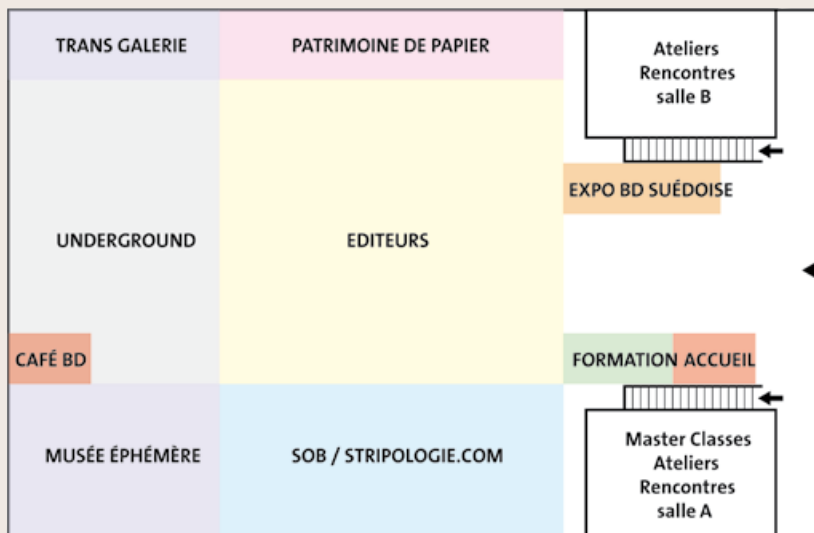 TRANS GALERIE
PATRIMOINE DE PAPIER
Ateliers
Rencontres
salle B
EXPO BD SUÉDOISE
UNDERGROUND
EDITEURS
CAFÉ BD
FORMATION
ACCUEIL
MUSÉE ÉPHÉMÈRE
SOB / STRIPOLOGIE.COM
Master Classes
Ateliers
Rencontres
salle A